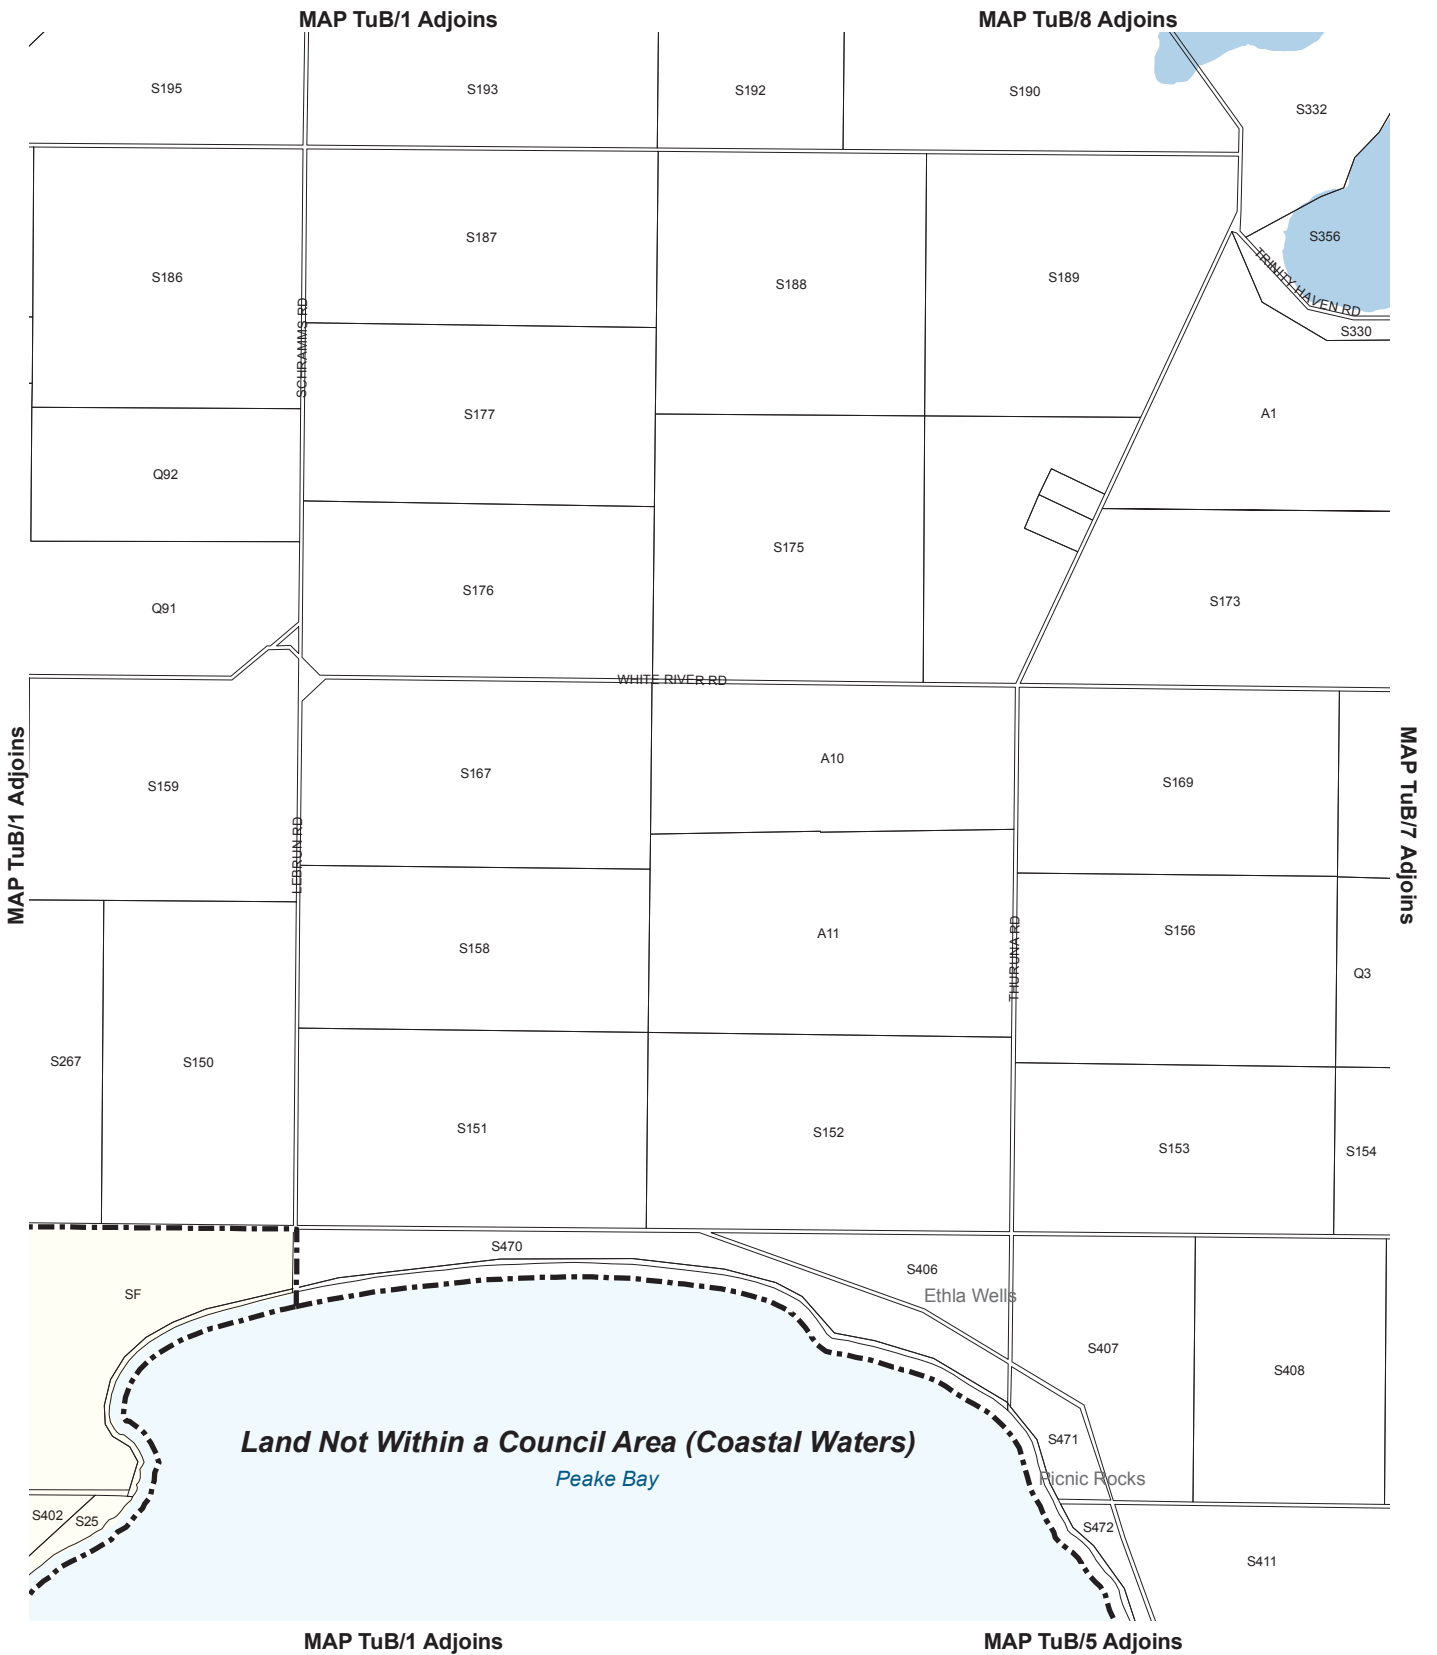 MAP TuB/1 Adjoins
MAP TuB/8 Adjoins
S195
S193
S192
S190
S332
S186
S187
S188
S189
S356
TRINITY HAVEN RD
S330
SCHRAMMS RD
S177
A1
Q92
S175
S176
S173
Q91
WHITE RIVER RD
MAP TuB/1 Adjoins
MAP TuB/7 Adjoins
S159
S167
A10
S169
LEBRUN RD
S158
A11
THURUNA RD
S156
Q3
S267
S150
S151
S152
S153
S154
S470
S406
SF
Ethla Wells
S407
S408
Land Not Within a Council Area (Coastal Waters)
Peake Bay
S471
Picnic Rocks
S402
S25
S472
S411
MAP TuB/1 Adjoins
MAP TuB/5 Adjoins